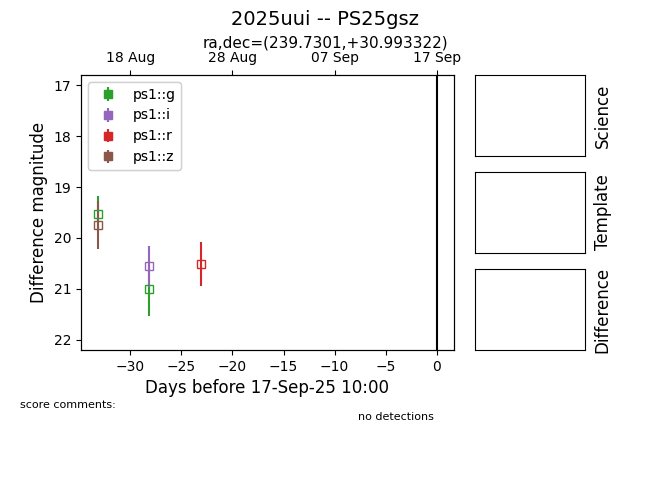 2025uui -- PS25gsz
ra,dec=(239.7301,+30.993322)
18 Aug 28 Aug 07 Sep 17 Sep
ps1::g
ps1::i
ps1::r
ps1::z
17
18
19
20
21
22
Difference magnitude
−30 −25 −20 −15 −10 −5 0
Days before 17-Sep-25 10:00
Science
Template
Difference
score comments:
no detections